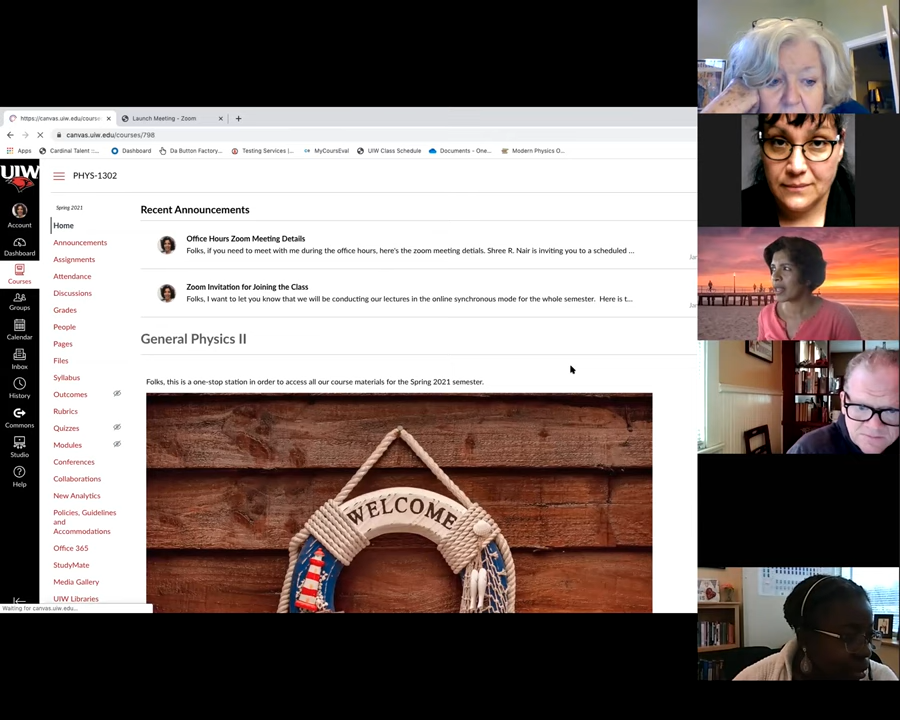 https://canvas.uiw.edu/cours
Launch Meeting - Zoom
canvas.uiw.edu/courses/798
Apps
Cardinal Talent ::...
Dashboard
Da Button Factory...
Testing Services |...
MyCoursEval
UIW Class Schedule
Documents - One...
Modern Physics O...
UIW
PHYS-1302
Account
Dashboard
Courses
Groups
Calendar
Inbox
History
Commons
Studio
Help
Spring 2021
Home
Announcements
Assignments
Attendance
Discussions
Grades
People
Pages
Files
Syllabus
Outcomes
Rubrics
Quizzes
Modules
Conferences
Collaborations
New Analytics
Policies, Guidelines
and
Accommodations
Office 365
StudyMate
Media Gallery
UIW Libraries
Recent Announcements
Office Hours Zoom Meeting Details
Folks, if you need to meet with me during the office hours, here's the zoom meeting detials. Shree R. Nair is inviting you to a scheduled ...
Jan
Zoom Invitation for Joining the Class
Folks, I want to let you know that we will be conducting our lectures in the online synchronous mode for the whole semester.  Here is t...
Jan
General Physics II
Folks, this is a one-stop station in order to access all our course materials for the Spring 2021 semester.
WELCOME
Waiting for canvas.uiw.edu...